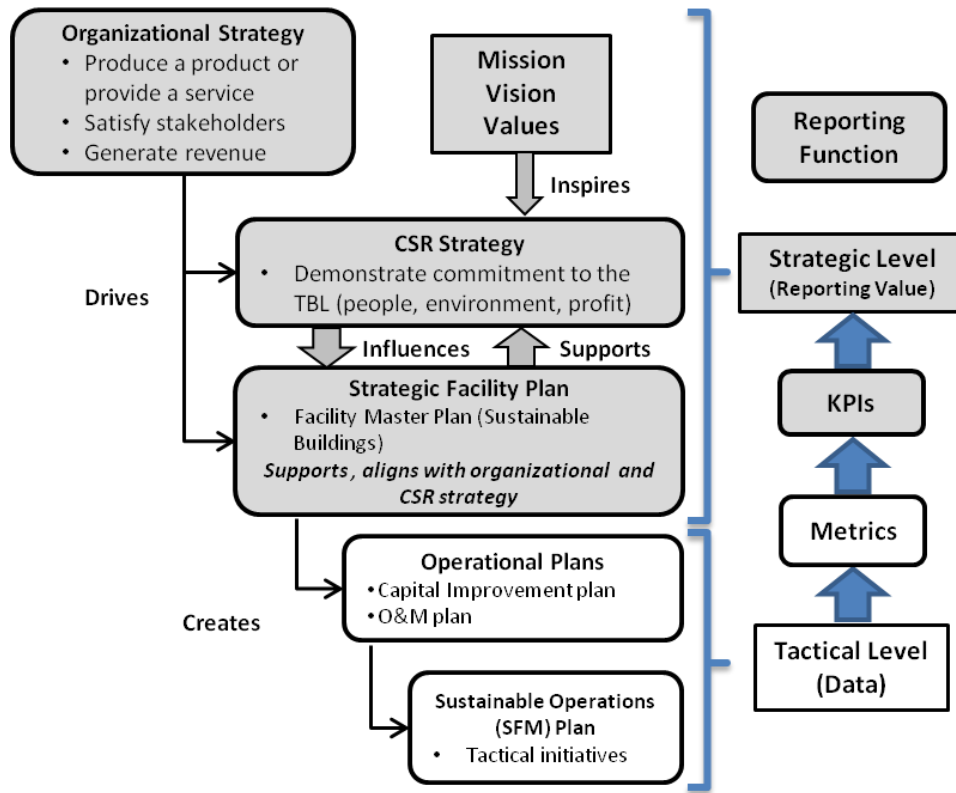 Organizational Strategy
• Produce a product or
provide a service
• Satisfy stakeholders
• Generate revenue
Mission
Vision
Values
Reporting
Function
Inspires
CSR Strategy
• Demonstrate commitment to the
TBL (people, environment, profit)
Strategic Level
(Reporting Value)
Drives
Influences
Supports
Strategic Facility Plan
• Facility Master Plan (Sustainable
Buildings)
Supports , aligns with organizational and
CSR strategy
KPIs
Metrics
Operational Plans
• Capital Improvement plan
• O&M plan
Creates
Tactical Level
(Data)
Sustainable Operations
(SFM) Plan
• Tactical initiatives